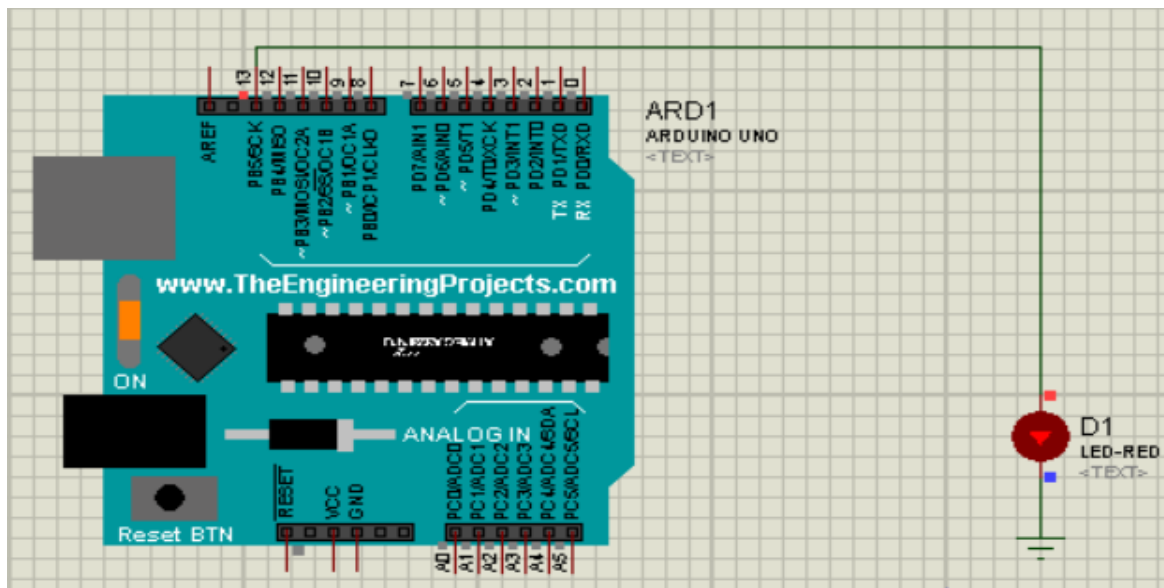 13
12
11
10
9
8
7
6
5
4
3
2
1
0
AREF
PB5/SCK
PB4/MISO
~PB3/MOSI/OC2A
~PB2/SS/OC1B
~PB1/OC1A
PB0/ICP1/CLKO
PD7/AIN1
~PD6/AIN0
~PD5/T1
PD4/T0/XCK
~PD3/INT1
PD2/INT0
TX PD1/TXD
RX PD0/RXD
ARD1
ARDUINO UNO
<TEXT>
www.TheEngineeringProjects.com
ON
ANALOG IN
Reset BTN
RESET
VCC
GND
PC0/ADC0
PC1/ADC1
PC2/ADC2
PC3/ADC3
PC4/ADC4/SDA
PC5/ADC5/SCL
A0
A1
A2
A3
A4
A5
D1
LED-RED
<TEXT>